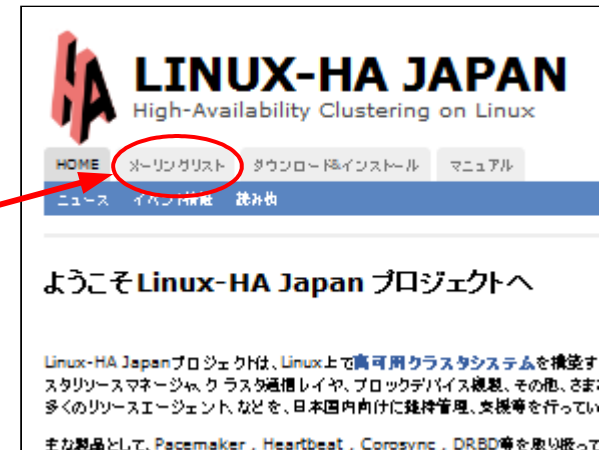 HA
LINUX-HA JAPAN
High-Availability Clustering on Linux
HOME メーリングリスト ダウンロード&インストール マニュアル
ニュース イベント情報 読み物
ようこそLinux-HA Japan プロジェクトへ
Linux-HA Japanプロジェクトは、Linux上で高可用クラスタシステムを構築す
スタリソースマネージャ、クラスタ通信レイヤ、ブロックデバイス複製、その他、さま
多くのリソースエージェント、などを、日本国内向けに維持管理、支援等を行ってい
主な製品として、Pacemaker , Heartbeat , Corosync , DRBD等を取り扱って